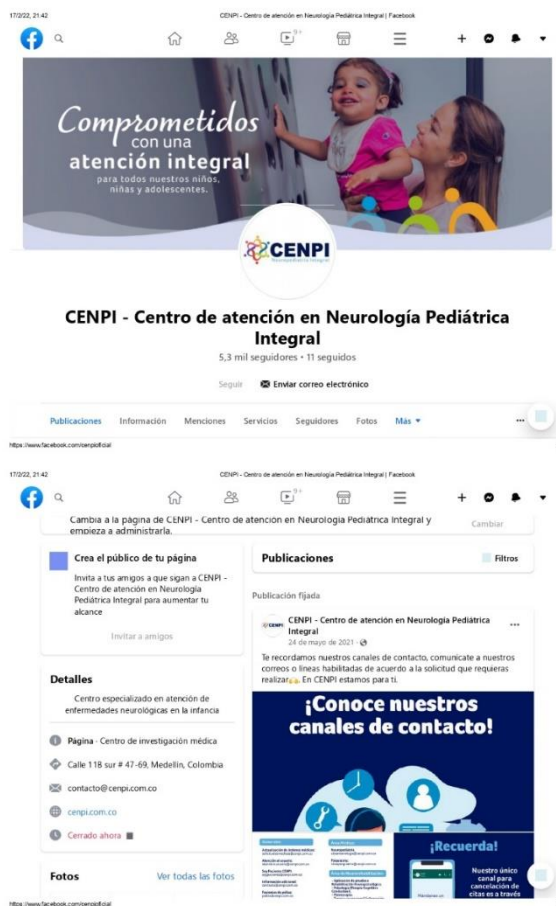 17/2/22, 21:42
CENPI - Centro de atención en Neurología Pediátrica Integral | Facebook
9+
Comprometidos
con una
atención integral
para todos nuestros niños,
niñas y adolescentes.
CENPI
Neuropediatría Integral
CENPI - Centro de atención en Neurología Pediátrica
Integral
5,3 mil seguidores • 11 seguidos
Seguir
Enviar correo electrónico
Publicaciones Información Menciones Servicios Seguidores Fotos Más
https://www.facebook.com/cenpioficial
17/2/22, 21:42
CENPI - Centro de atención en Neurología Pediátrica Integral | Facebook
9+
Cambia a la página de CENPI - Centro de atención en Neurología Pediátrica Integral y
empieza a administrarla.
Cambiar
Crea el público de tu página
Invita a tus amigos a que sigan a CENPI -
Centro de atención en Neurología
Pediátrica Integral para aumentar tu
alcance
Invitar a amigos
Detalles
Centro especializado en atención de
enfermedades neurológicas en la infancia
Página · Centro de investigación médica
Calle 118 sur # 47-69, Medellín, Colombia
contacto@cenpi.com.co
cenpi.com.co
Cerrado ahora
Fotos
Ver todas las fotos
Publicaciones
Filtros
Publicación fijada
CENPI - Centro de atención en Neurología Pediátrica
Integral
24 de mayo de 2021 ·
Te recordamos nuestros canales de contacto, comunicate a nuestros
correos o lineas habilitadas de acuerdo a la solicitud que requieras
realizar En CENPI estamos para ti.
¡Conoce nuestros
canales de contacto!
¡Recuerda!
Nuestro único
canal para
cancelación de
citas es a través
https://www.facebook.com/cenpioficial